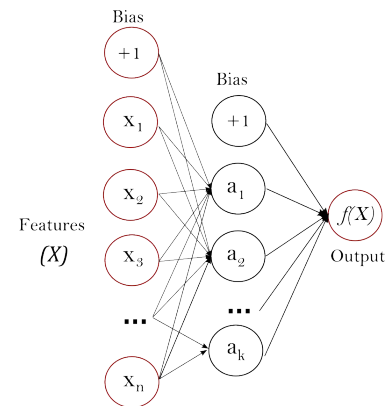 Bias
+1
x1
x2
x3
...
xn
Features
(X)
Bias
+1
a1
a2
...
ak
f(X)
Output